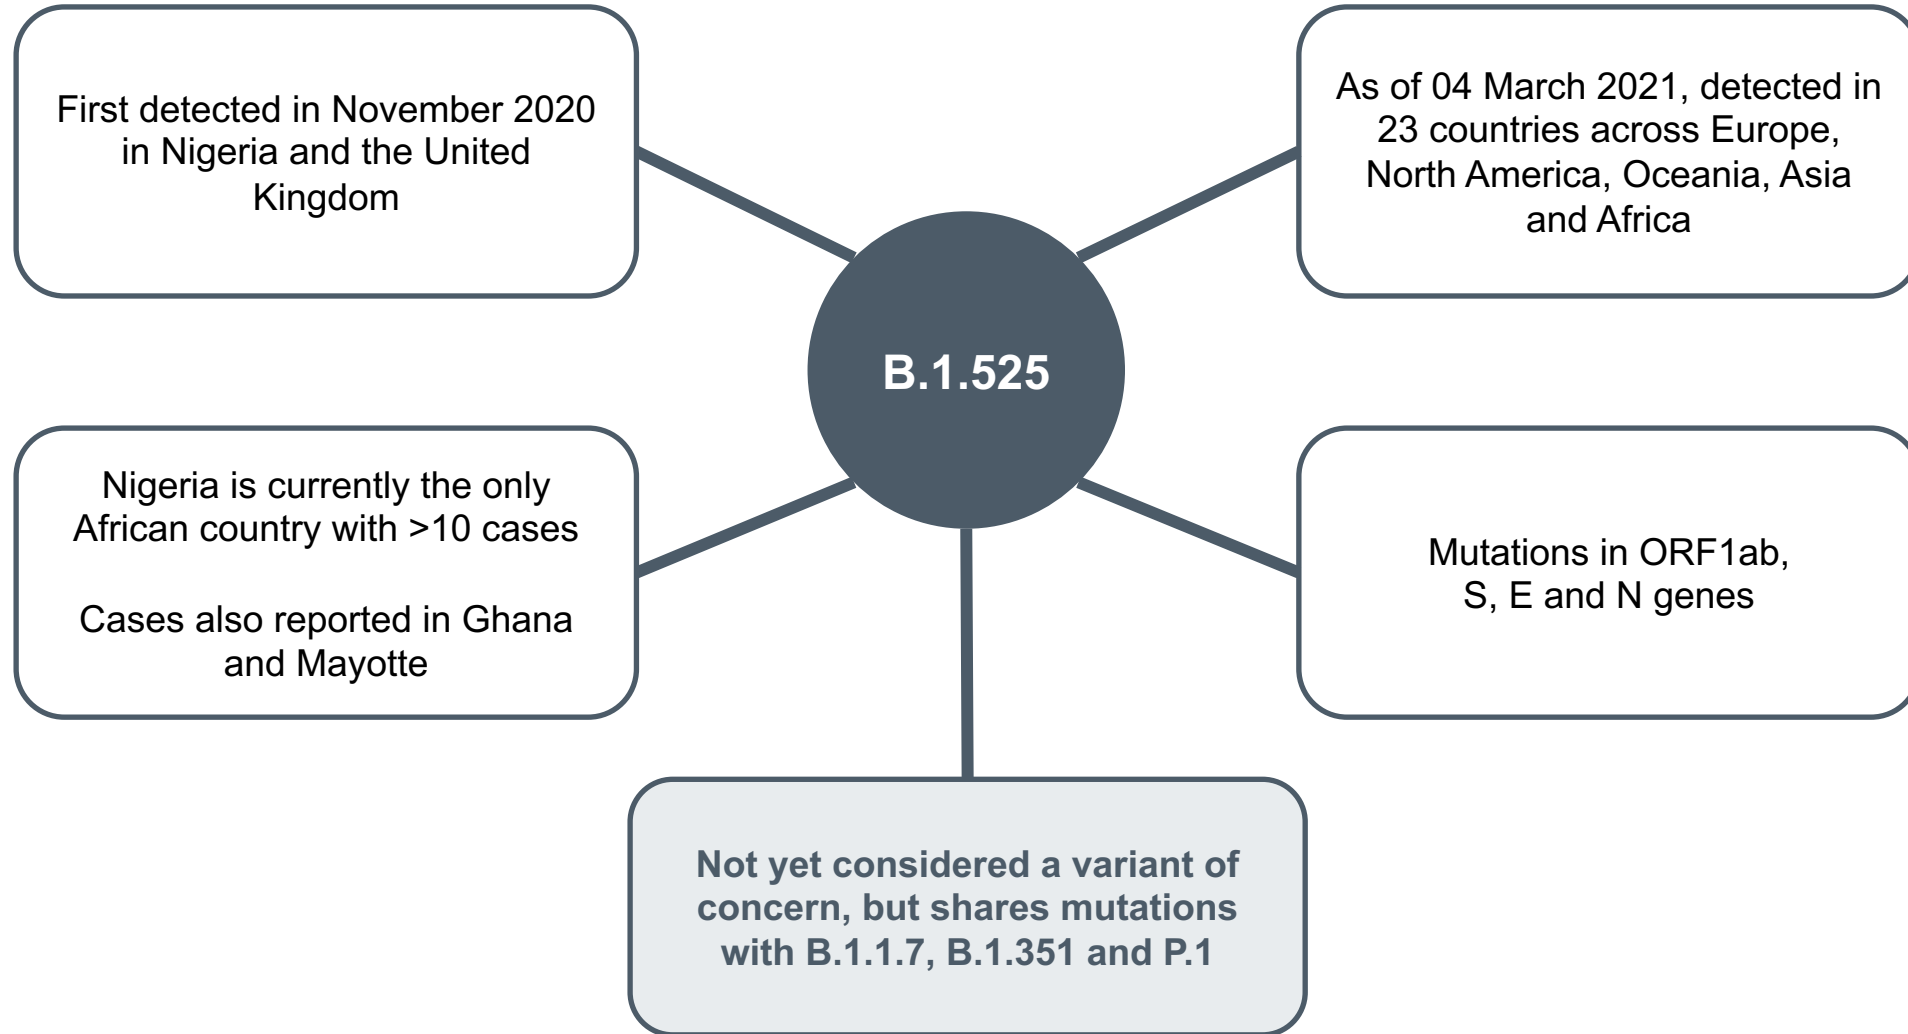 First detected in November 2020
in Nigeria and the United
Kingdom
As of 04 March 2021, detected in
23 countries across Europe,
North America, Oceania, Asia
and Africa
B.1.525
Nigeria is currently the only
African country with >10 cases
Cases also reported in Ghana
and Mayotte
Mutations in ORF1ab,
S, E and N genes
Not yet considered a variant of
concern, but shares mutations
with B.1.1.7, B.1.351 and P.1